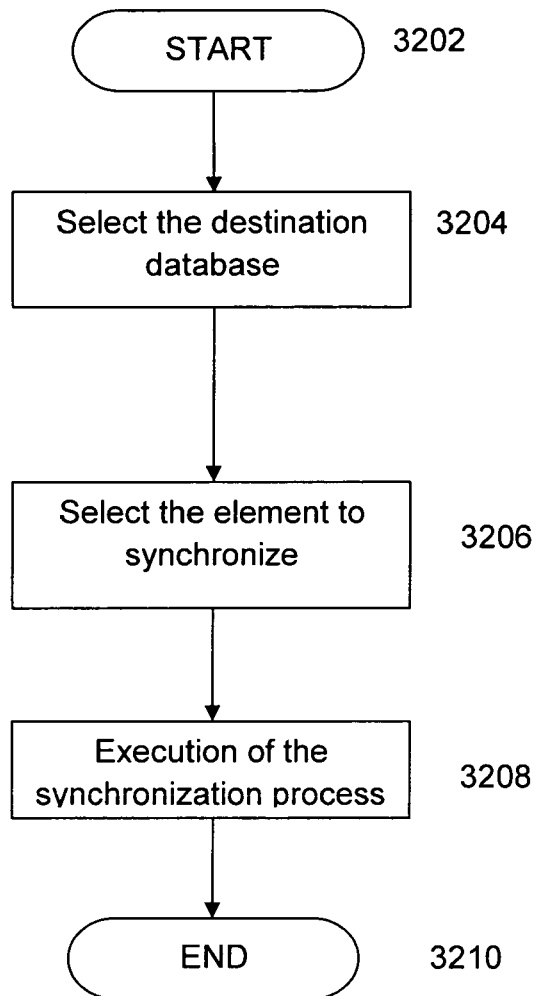 START
3202
Select the destination
database
3204
Select the element to
synchronize
3206
Execution of the
synchronization process
3208
END
3210